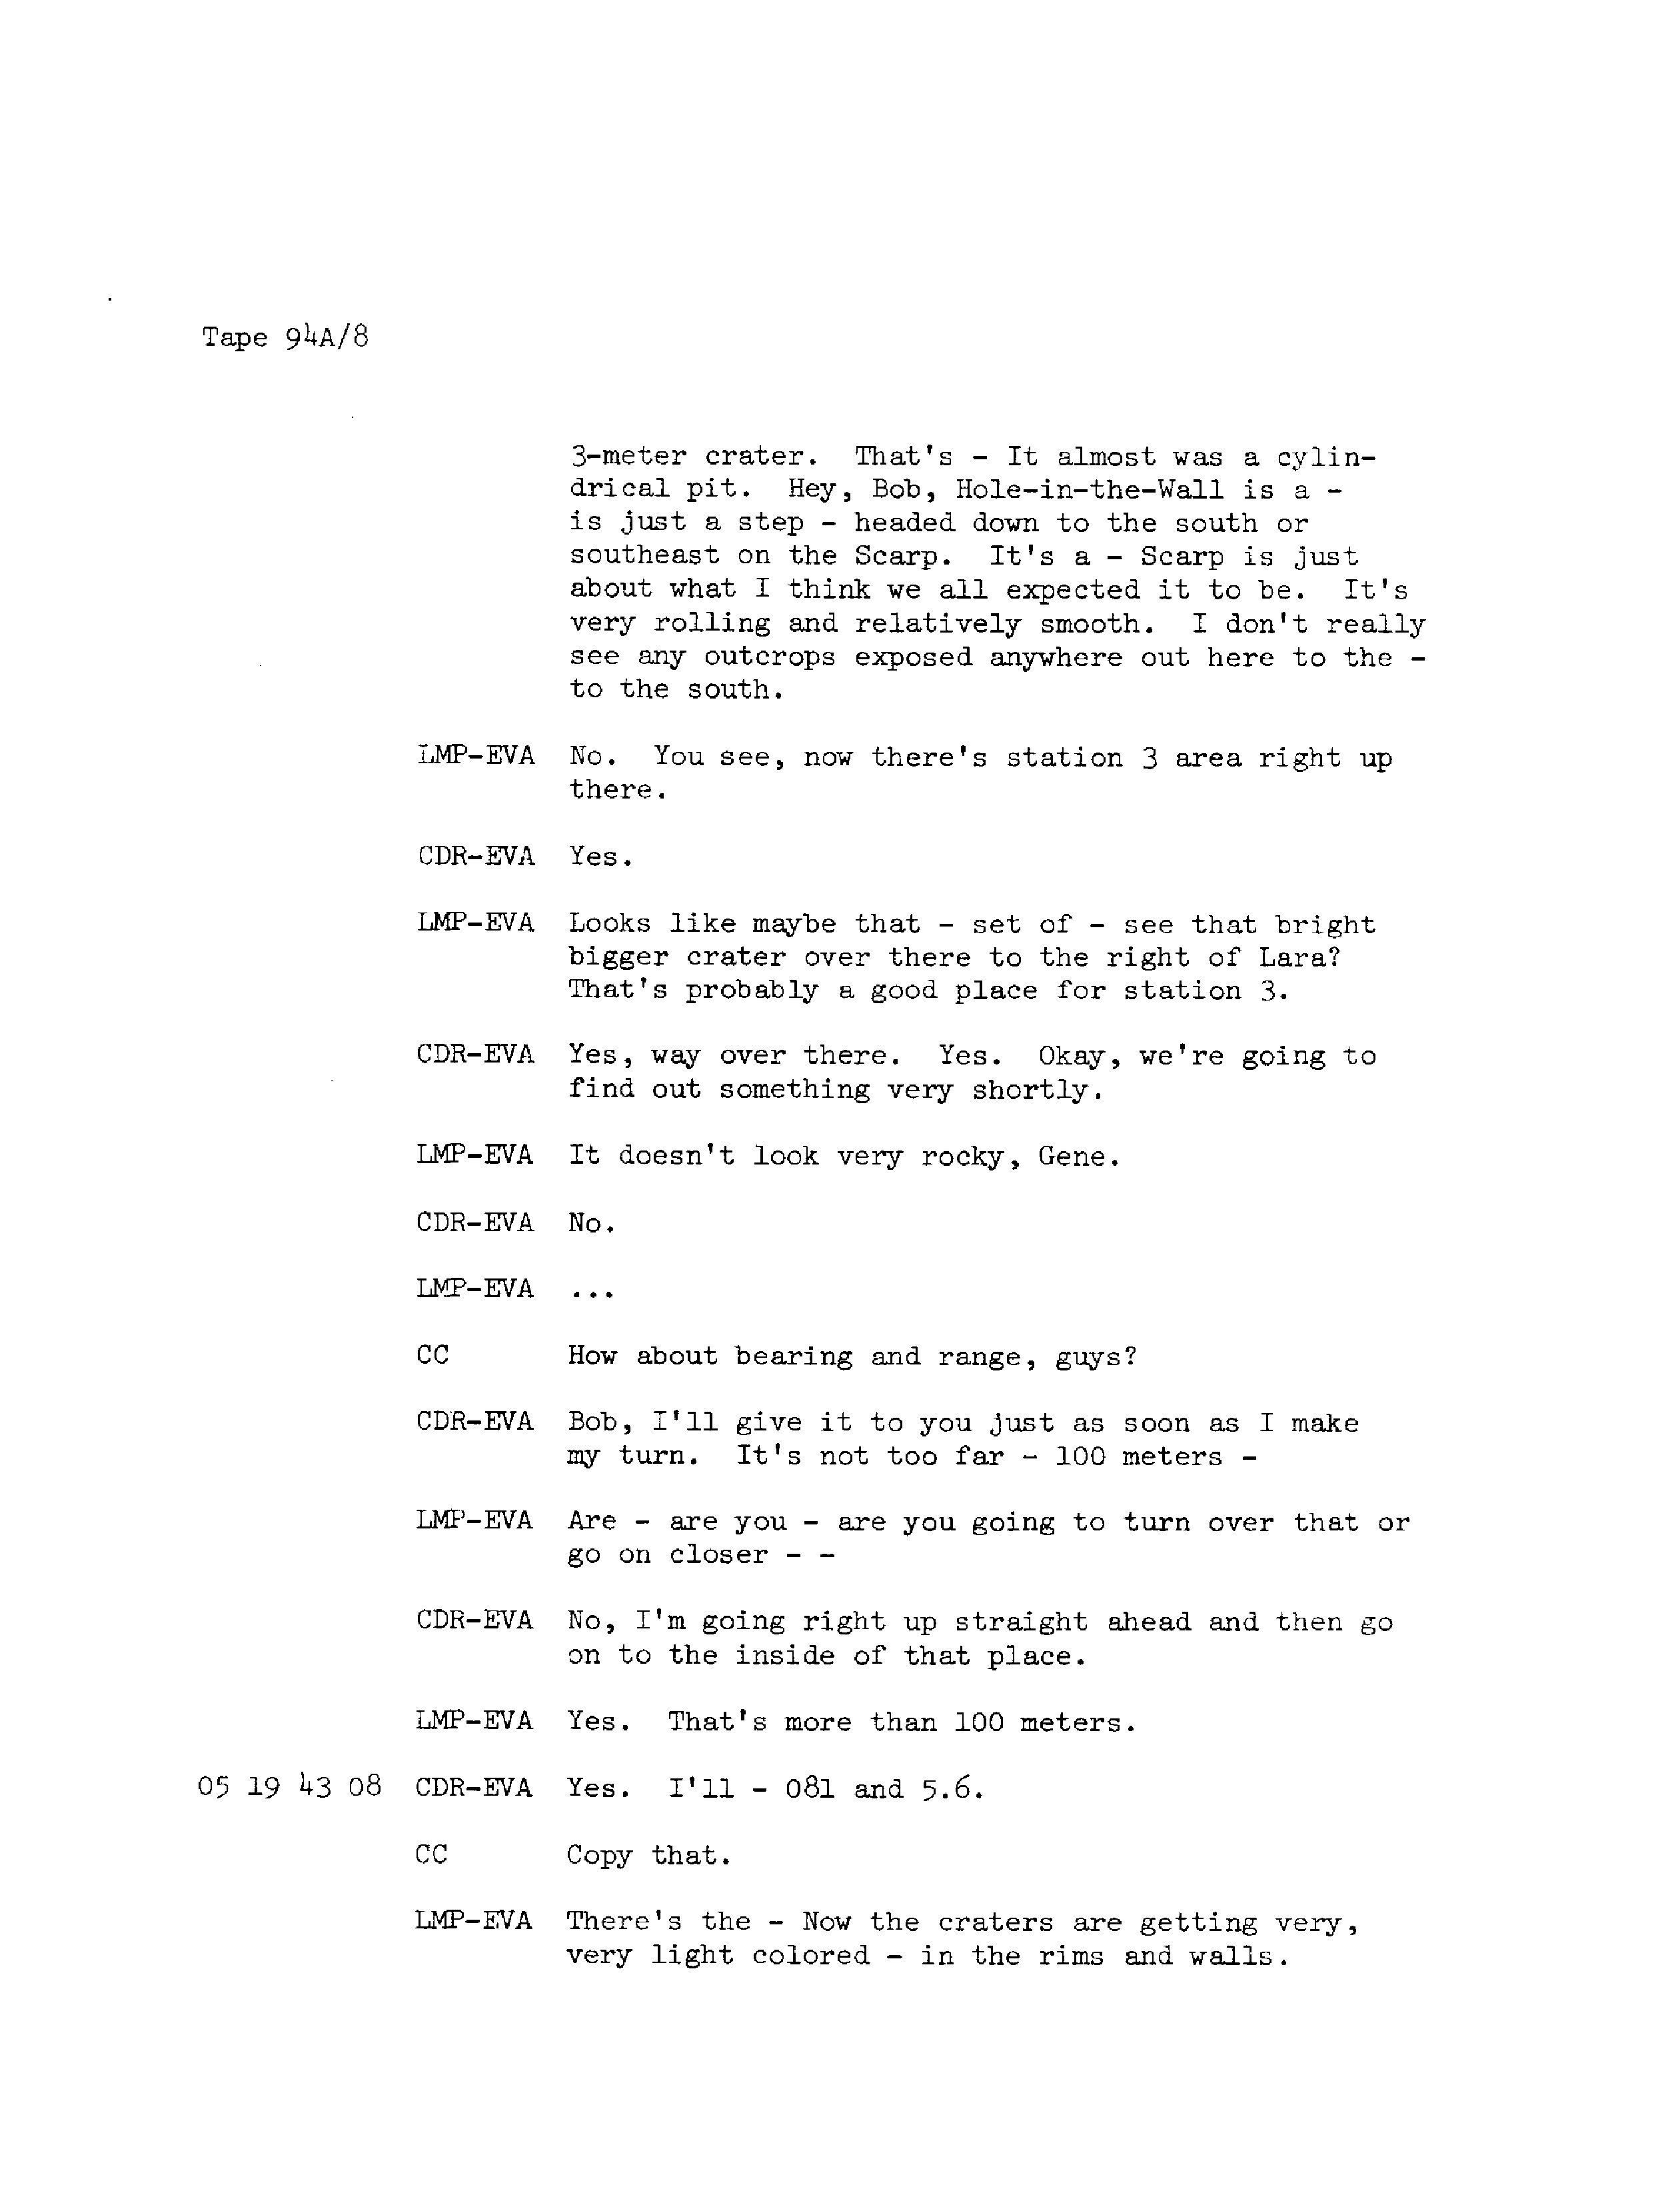 Tape 94A/8
3-meter crater. That's - It almost was a cylin-
drical pit. Hey, Bob, Hole-in-the-Wall is a -
is just a step - headed down to the south or
southeast on the Scarp. It's a - Scarp is just
about what I think we all expected it to be. It's
very rolling and relatively smooth. I don't really
see any outcrops exposed anywhere out here to the -
to the south.
LMP-EVA No. You see, now there's station 3 area right up
there.
CDR-EVA Yes.
LMP-EVA Looks like maybe that - set of - see that bright
bigger crater over there to the right of Lara?
That's probably a good place for station 3.
CDR-EVA Yes, way over there. Yes. Okay, we're going to
find out something very shortly.
LMP-EVA It doesn't look very rocky, Gene.
CDR-EVA No.
LMP-EVA ...
CC How about bearing and range, guys?
CDR-EVA Bob, I'll give it to you just as soon as I make
my turn. It's not too far - 100 meters -
LMP-EVA Are - are you - are you going to turn over that or
go on closer - -
CDR-EVA No, I'm going right up straight ahead and then go
on to the inside of that place.
LMP-EVA Yes. That's more than 100 meters.
05 19 43 08 CDR-EVA Yes. I'll - 081 and 5.6.
CC Copy that.
LMP-EVA There's the - Now the craters are getting very,
very light colored - in the rims and walls.